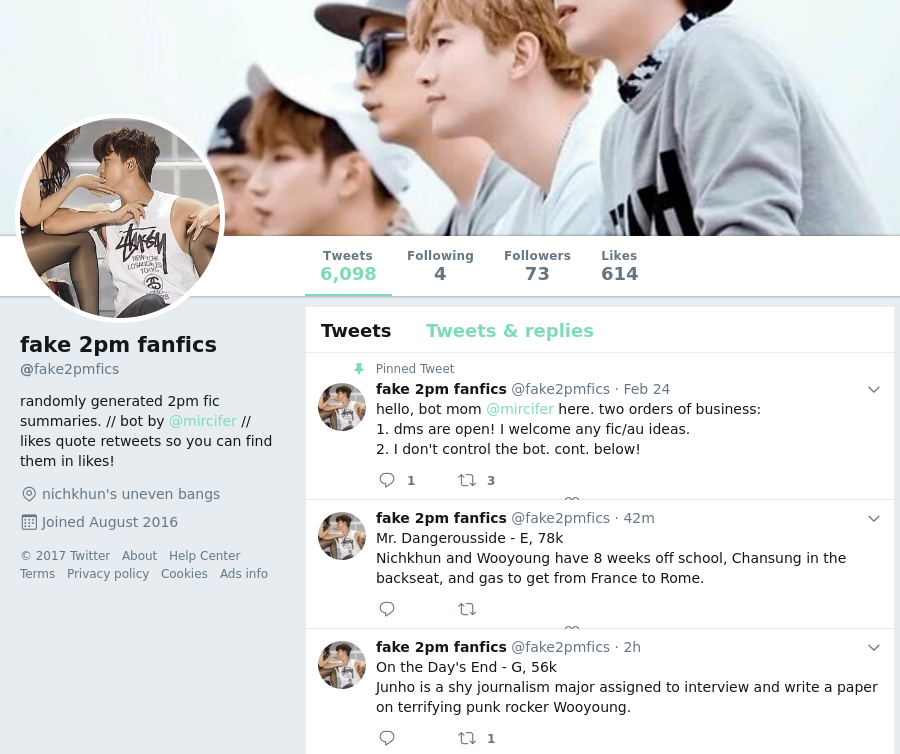 Tweets
6,098
Following
4
Followers
73
Likes
614
fake 2pm fanfics
@fake2pmfics
randomly generated 2pm fic
summaries. // bot by @mircifer //
likes quote retweets so you can find
them in likes!
nichkhun's uneven bangs
Joined August 2016
© 2017 Twitter About Help Center
Terms Privacy policy Cookies Ads info
Tweets Tweets & replies
Pinned Tweet
fake 2pm fanfics @fake2pmfics · Feb 24
hello, bot mom @mircifer here. two orders of business:
1. dms are open! I welcome any fic/au ideas.
2. I don't control the bot. cont. below!
1 3
fake 2pm fanfics @fake2pmfics · 42m
Mr. Dangerousside - E, 78k
Nichkhun and Wooyoung have 8 weeks off school, Chansung in the
backseat, and gas to get from France to Rome.
fake 2pm fanfics @fake2pmfics · 2h
On the Day's End - G, 56k
Junho is a shy journalism major assigned to interview and write a paper
on terrifying punk rocker Wooyoung.
1